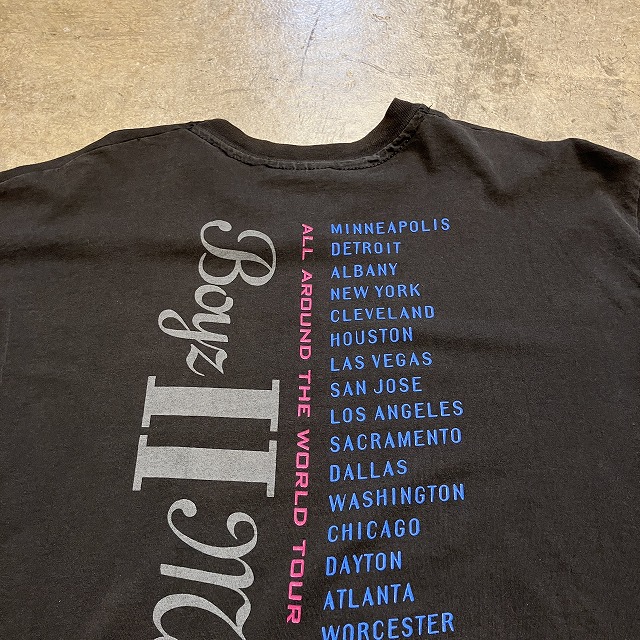 Boyz II
ALL AROUND THE WORLD TOUR
MINNEAPOLIS
DETROIT
ALBANY
NEW YORK
CLEVELAND
HOUSTON
LAS VEGAS
SAN JOSE
LOS ANGELES
SACRAMENTO
DALLAS
WASHINGTON
CHICAGO
DAYTON
ATLANTA
WORCESTER